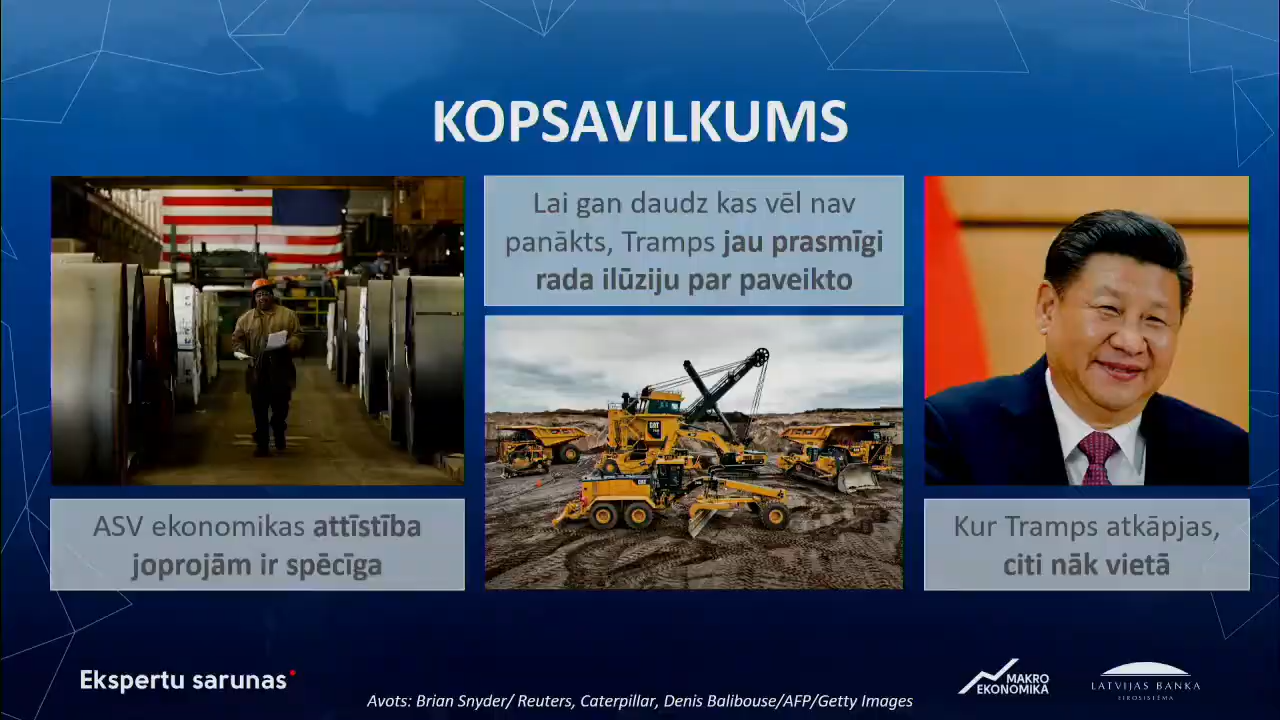 KOPSAVILKUMS
Lai gan daudz kas vēl nav
panākts, Tramps jau prasmīgi
rada ilūziju par paveikto
CAT
ASV ekonomikas attīstība
joprojām ir spēcīga
Kur Tramps atkāpjas,
citi nāk vietā
Ekspertu sarunas
Avots: Brian Snyder/ Reuters, Caterpillar, Denis Balibouse/AFP/Getty Images
MAKRO
EKONOMIKA
LATVIJAS BANKA
EIROSISTĒMA